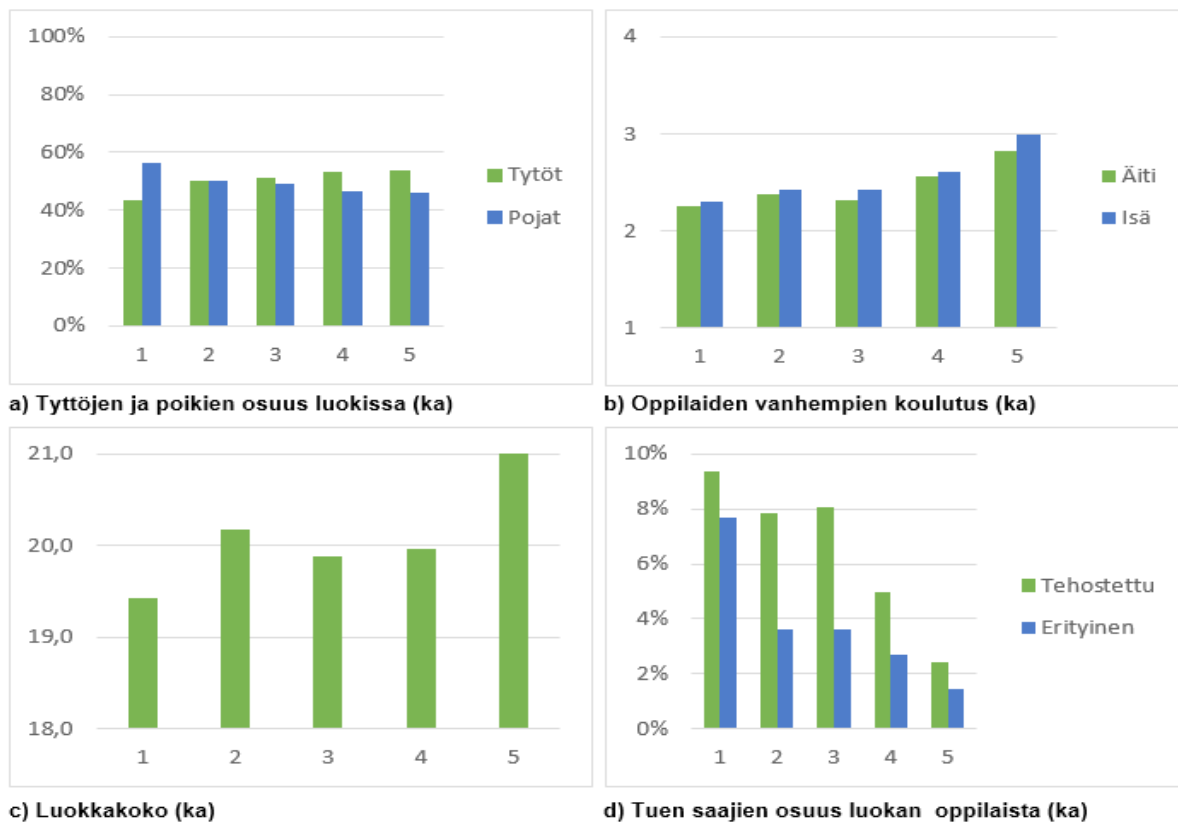 100%
80%
60%
40%
20%
0%
1 2 3 4 5
Tytöt
Pojat
a) Tyttöjen ja poikien osuus luokissa (ka)
4
3
2
1
1 2 3 4 5
Äiti
Isä
b) Oppilaiden vanhempien koulutus (ka)
21,0
20,0
19,0
18,0
1 2 3 4 5
c) Luokkakoko (ka)
10%
8%
6%
4%
2%
0%
1 2 3 4 5
Tehostettu
Erityinen
d) Tuen saajien osuus luokan oppilaista (ka)